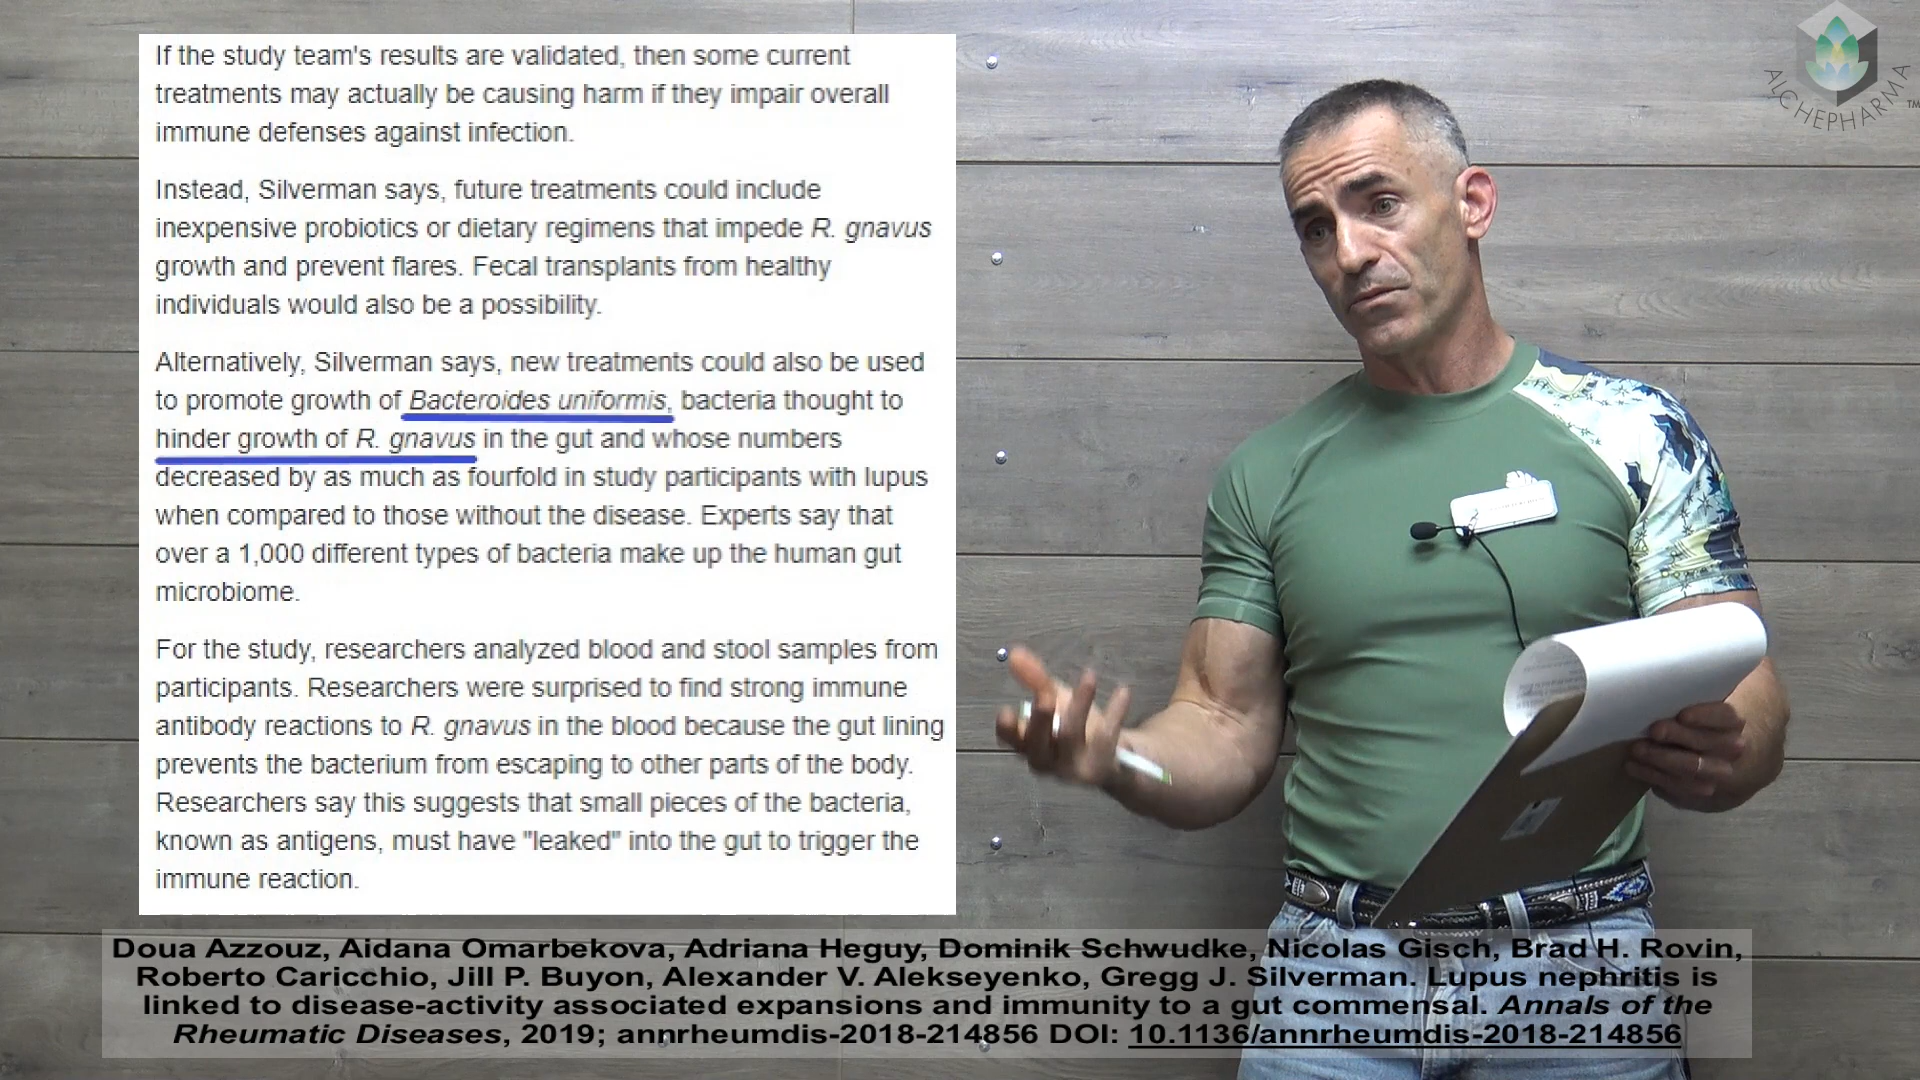 If the study team's results are validated, then some current
treatments may actually be causing harm if they impair overall
immune defenses against infection.
Instead, Silverman says, future treatments could include
inexpensive probiotics or dietary regimens that impede R. gnavus
growth and prevent flares. Fecal transplants from healthy
individuals would also be a possibility.
Alternatively, Silverman says, new treatments could also be used
to promote growth of Bacteroides uniformis, bacteria thought to
hinder growth of R. gnavus in the gut and whose numbers
decreased by as much as fourfold in study participants with lupus
when compared to those without the disease. Experts say that
over a 1,000 different types of bacteria make up the human gut
microbiome.
For the study, researchers analyzed blood and stool samples from
participants. Researchers were surprised to find strong immune
antibody reactions to R. gnavus in the blood because the gut lining
prevents the bacterium from escaping to other parts of the body.
Researchers say this suggests that small pieces of the bacteria,
known as antigens, must have "leaked" into the gut to trigger the
immune reaction.
ALCHEPHARMA™
Doua Azzouz, Aidana Omarbekova, Adriana Heguy, Dominik Schwudke, Nicolas Gisch, Brad H. Rovin,
Roberto Caricchio, Jill P. Buyon, Alexander V. Alekseyenko, Gregg J. Silverman. Lupus nephritis is
linked to disease-activity associated expansions and immunity to a gut commensal. Annals of the
Rheumatic Diseases, 2019; annrheumdis-2018-214856 DOI: 10.1136/annrheumdis-2018-214856